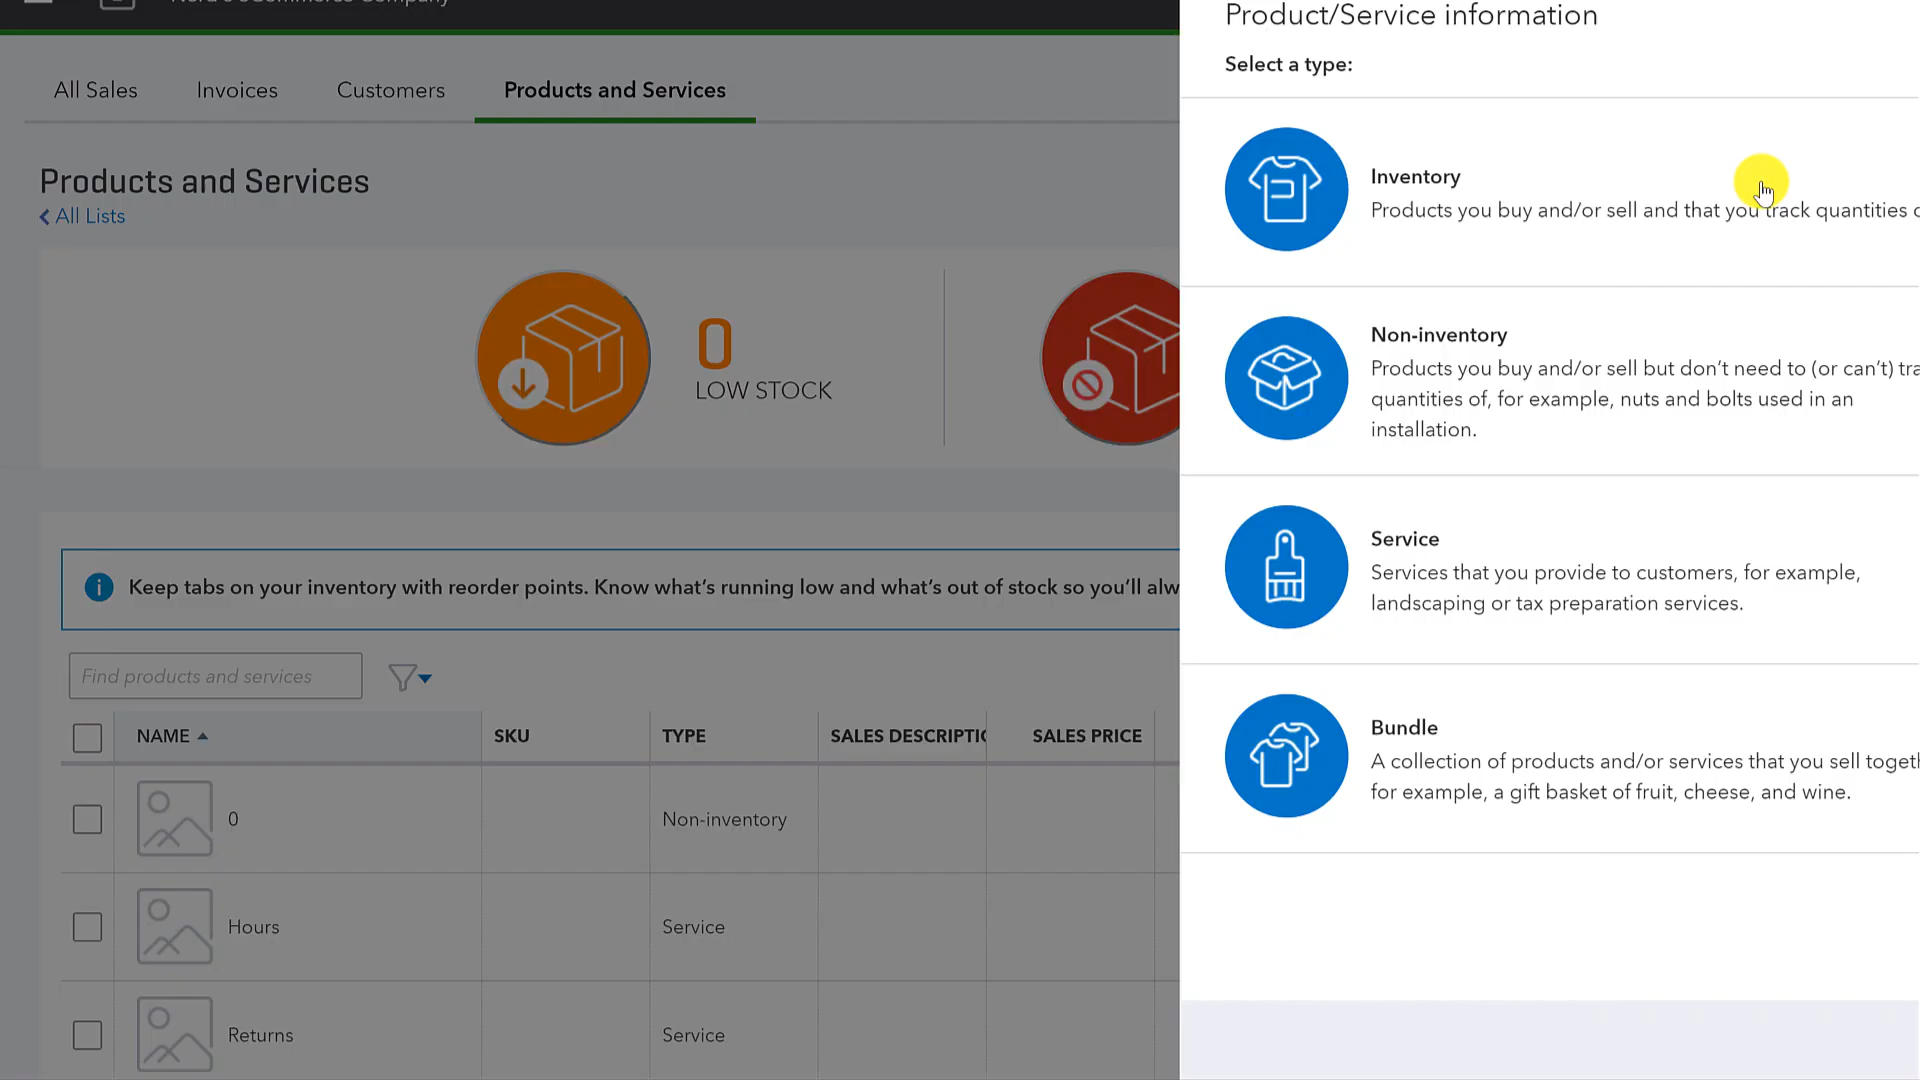 All Sales
Invoices
Customers
Products and Services
Products and Services
All Lists
0
LOW STOCK
Keep tabs on your inventory with reorder points. Know what's running low and what's out of stock so you'll
Find products and services
NAME
SKU
TYPE
SALES
SALES PRICE
0
Non-inventory
Hours
Service
Returns
Service
Product/Service information
Select a type:
Inventory
Products you buy and/or sell and that you track quantities
Non-inventory
Products you buy and/or sell but don't need to (or can't)
quantities of, for example, nuts and bolts used in an
installation.
Service
Services that you provide to customers, for example,
landscaping or tax preparation services.
Bundle
A collection of products and/or services that you sell
for example, a gift basket of fruit, cheese, and wine.